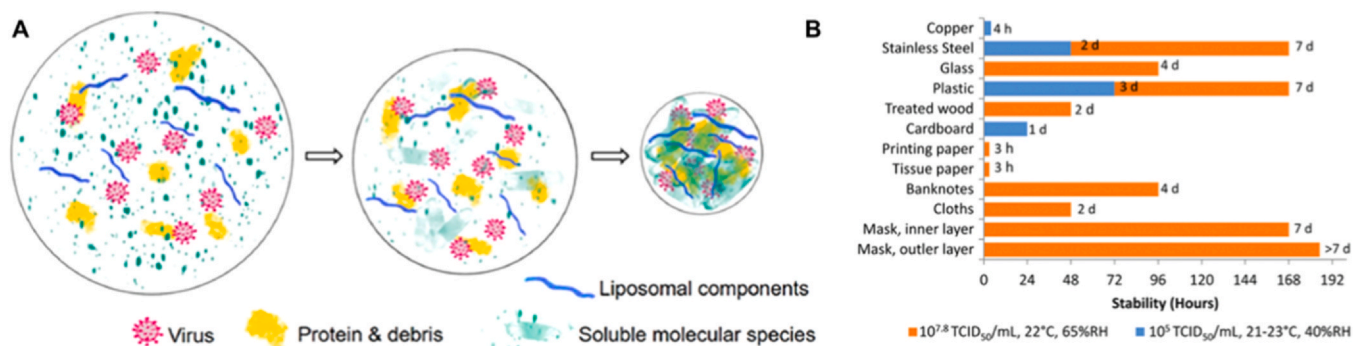 A
Liposomal components
Virus
Protein & debris
Soluble molecular species
B
Copper 4 h
Stainless Steel 2 d 7 d
Glass 4 d
Plastic 3 d 7 d
Treated wood 2 d
Cardboard 1 d
Printing paper 3 h
Tissue paper 3 h
Banknotes 4 d
Cloths 2 d
Mask, inner layer 7 d
Mask, outler layer >7 d
0 24 48 72 96 120 144 168 192
Stability (Hours)
10^7.8 TCID50/mL, 22°C, 65%RH 10^5 TCID50/mL, 21-23°C, 40%RH